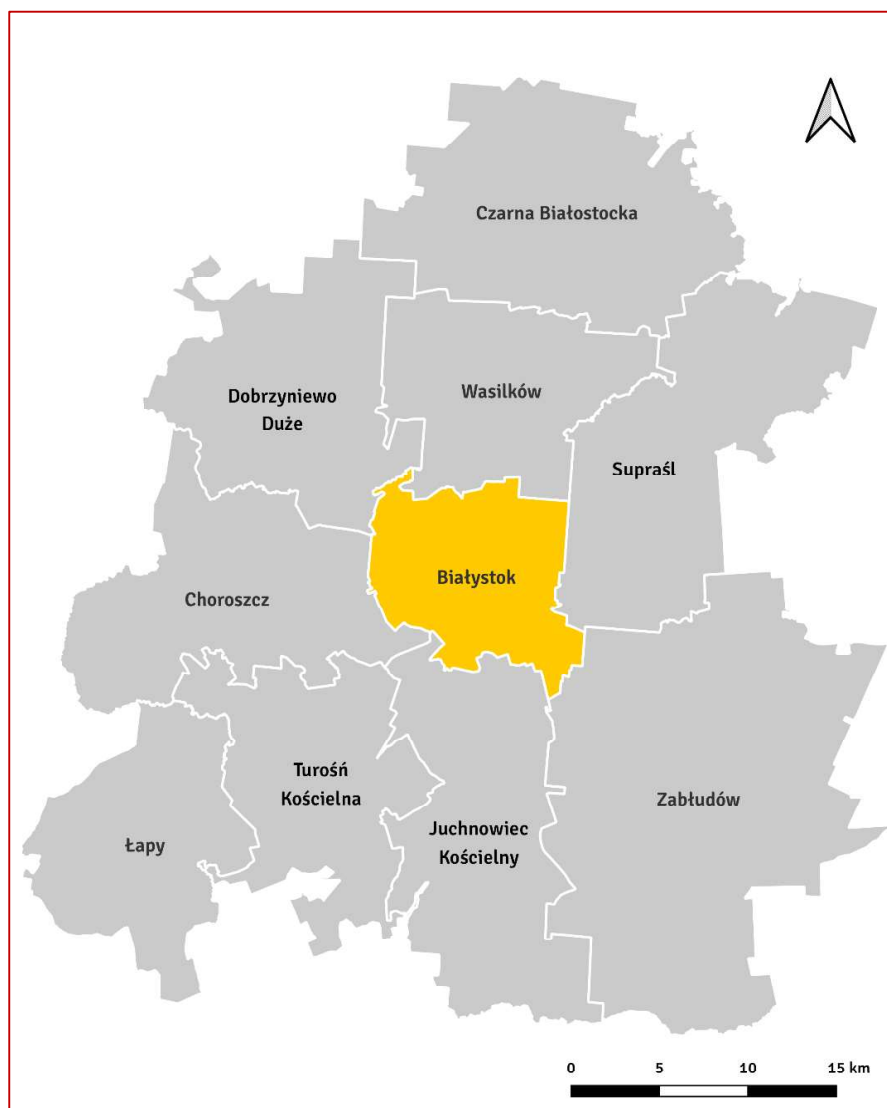 Czarna Białostocka
Dobrzyniewo
Duże
Wasilków
Supraśl
Białystok
Choroszcz
Turośń
Kościelna
Zabłudów
Juchnowiec
Kościelny
Łapy
0 5 10 15 km